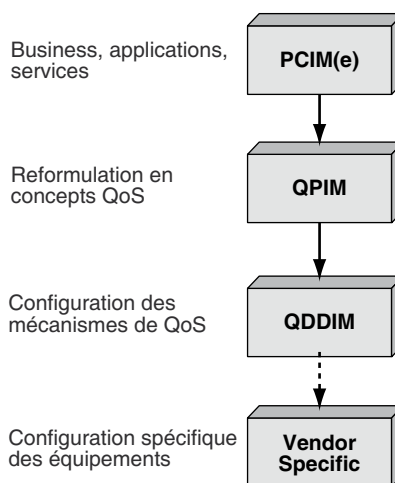 Business, applications,
services
PCIM(e)
Reformulation en
concepts QoS
QPIM
Configuration des
mécanismes de QoS
QDDIM
Configuration spécifique
des équipements
Vendor
Specific